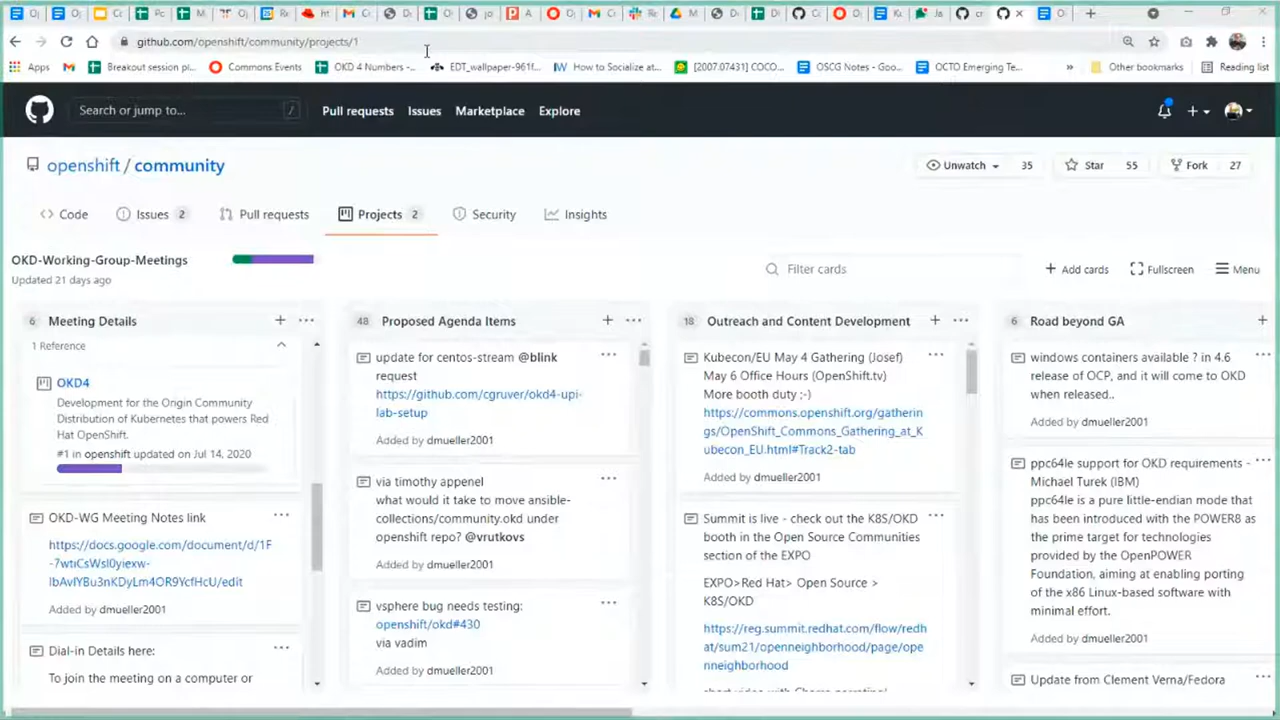 github.com/openshift/community/projects/1
Apps
Breakout session pl...
Commons Events
OKD 4 Numbers -...
EDT_wallpaper-961f...
How to Socialize at...
[2007.07431] COCO...
OSCG Notes - Goo...
OCTO Emerging Te...
»
Other bookmarks
Reading list
Search or jump to...
/
Pull requests
Issues
Marketplace
Explore
openshift / community
Unwatch
35
Star
55
Fork
27
Code
Issues 2
Pull requests
Projects 2
Security
Insights
OKD-Working-Group-Meetings
Updated 21 days ago
Filter cards
+ Add cards
Fullscreen
Menu
6 Meeting Details
1 Reference
OKD4
Development for the Origin Community
Distribution of Kubernetes that powers Red
Hat OpenShift.
#1 in openshift updated on Jul 14, 2020
OKD-WG Meeting Notes link
https://docs.google.com/document/d/1F
Added by dmueller2001
Dial-in Details here:
To join the meeting on a computer or
48 Proposed Agenda Items
update for centos-stream @blink
request
https://github.com/cgruver/okd4-upi-
lab-setup
Added by dmueller2001
via timothy appenel
what would it take to move ansible-
collections/community.okd under
openshift repo? @vrutkovs
Added by dmueller2001
vsphere bug needs testing:
openshift/okd#430
via vadim
Added by dmueller2001
18 Outreach and Content Development
Kubecon/EU May 4 Gathering (Josef)
May 6 Office Hours (OpenShift.tv)
More booth duty ;-)
https://commons.openshift.org/gatherin
gs/OpenShift_Commons_Gathering_at_K
ubecon_EU.html#Track2-tab
Added by dmueller2001
Summit is live - check out the K8S/OKD
booth in the Open Source Communities
section of the EXPO
EXPO>Red Hat> Open Source >
K8S/OKD
https://reg.summit.redhat.com/flow/redh
at/sum21/openneighborhood/page/ope
nneighborhood
6 Road beyond GA
windows containers available ? in 4.6
release of OCP, and it will come to OKD
when released..
Added by dmueller2001
ppc64le support for OKD requirements -
Michael Turek (IBM)
ppc64le is a pure little-endian mode that
has been introduced with the POWER8 as
the prime target for technologies
provided by the OpenPOWER
Foundation, aiming at enabling porting
of the x86 Linux-based software with
minimal effort.
Added by dmueller2001
Update from Clement Verna/Fedora